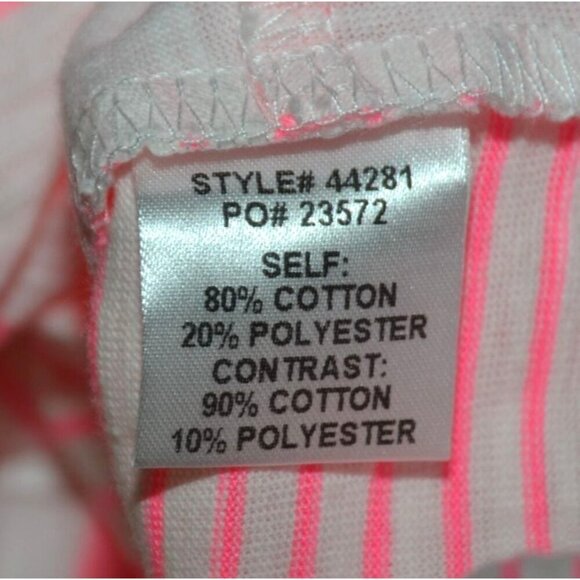 STYLE# 44281
PO# 23572
SELF:
80% COTTON
20% POLYESTER
CONTRAST:
90% COTTON
10% POLYESTER